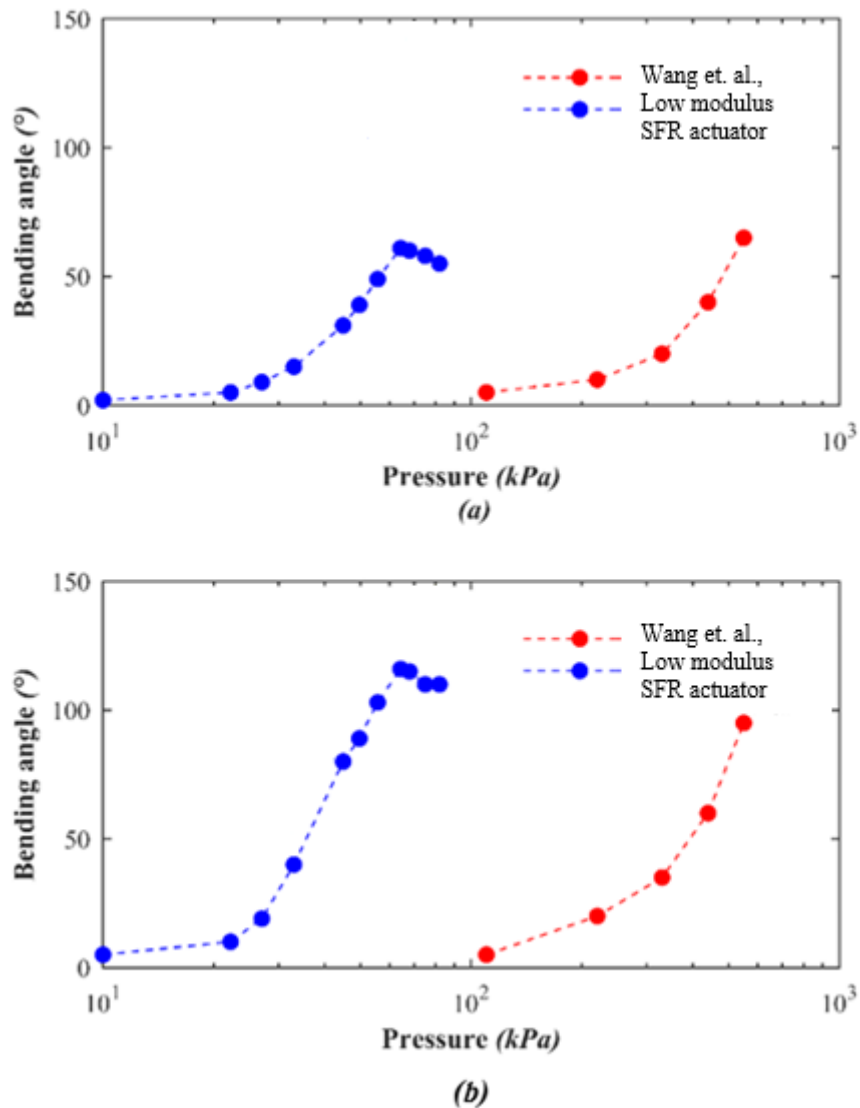 150
100
50
0
Bending angle (°)
Wang et. al.,
Low modulus
SFR actuator
10¹ 10² 10³
Pressure (kPa)
(a)
150
100
50
0
Bending angle (°)
Wang et. al.,
Low modulus
SFR actuator
10¹ 10² 10³
Pressure (kPa)
(b)